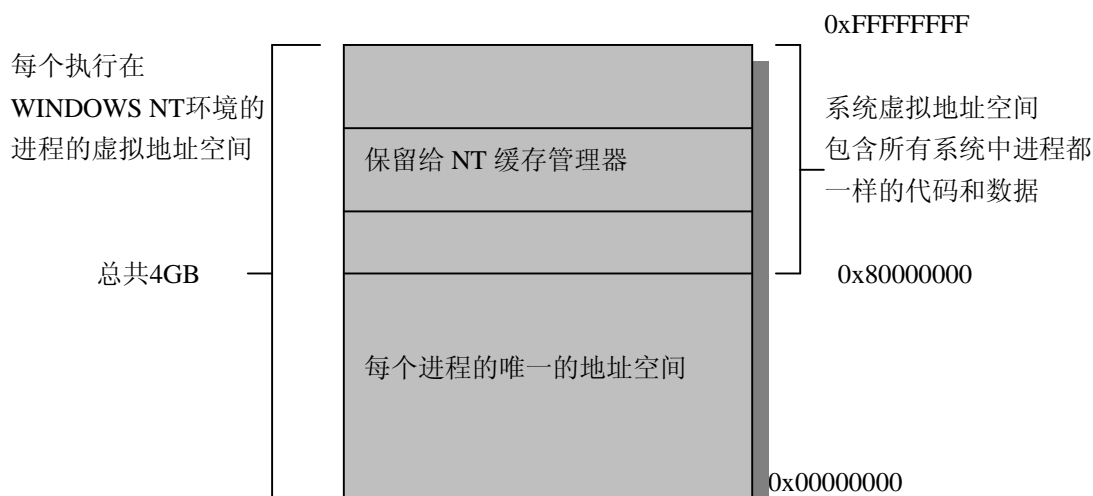 0xFFFFFFFF
每个执行在
WINDOWS NT环境的
进程的虚拟地址空间
系统虚拟地址空间
包含所有系统中进程都
一样的代码和数据
保留给 NT 缓存管理器
总共4GB
0x80000000
每个进程的唯一的地址空间
0x00000000